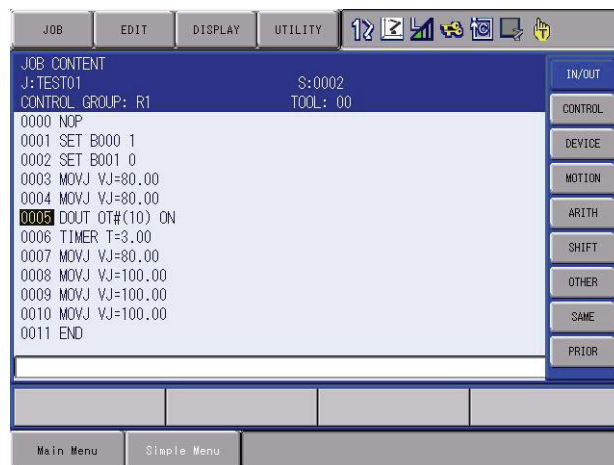 JOB EDIT DISPLAY UTILITY
JOB CONTENT
J:TEST01 S:0002
CONTROL GROUP: R1 TOOL: 00
0000 NOP
0001 SET B000 1
0002 SET B001 0
0003 MOVJ VJ=80.00
0004 MOVJ VJ=80.00
0005 DOUT OT#(10) ON
0006 TIMER T=3.00
0007 MOVJ VJ=80.00
0008 MOVJ VJ=100.00
0009 MOVJ VJ=100.00
0010 MOVJ VJ=100.00
0011 END
IN/OUT
CONTROL
DEVICE
MOTION
ARITH
SHIFT
OTHER
SAME
PRIOR
Main Menu Simple Menu